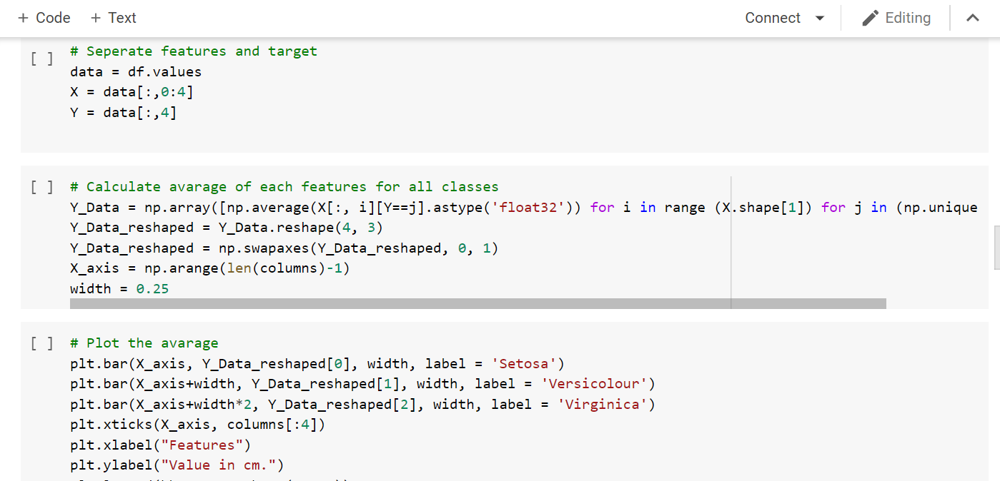 + Code + Text Connect Editing
[ ] # Seperate features and target
data = df.values
X = data[:,0:4]
Y = data[:,4]
[ ] # Calculate avarage of each features for all classes
Y_Data = np.array([np.average(X[:, i][Y==j].astype('float32')) for i in range (X.shape[1]) for j in (np.unique
Y_Data_reshaped = Y_Data.reshape(4, 3)
Y_Data_reshaped = np.swapaxes(Y_Data_reshaped, 0, 1)
X_axis = np.arange(len(columns)-1)
width = 0.25
[ ] # Plot the avarage
plt.bar(X_axis, Y_Data_reshaped[0], width, label = 'Setosa')
plt.bar(X_axis+width, Y_Data_reshaped[1], width, label = 'Versicolour')
plt.bar(X_axis+width*2, Y_Data_reshaped[2], width, label = 'Virginica')
plt.xticks(X_axis, columns[:4])
plt.xlabel("Features")
plt.ylabel("Value in cm.")